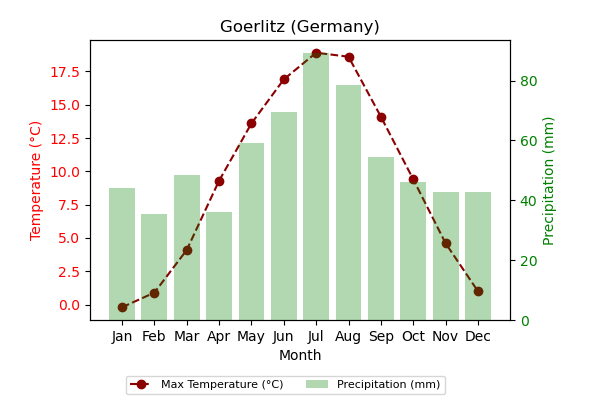 Goerlitz (Germany)
Temperature (°C)
17.5
15.0
12.5
10.0
7.5
5.0
2.5
0.0
80
60
40
20
0
Precipitation (mm)
Jan Feb Mar Apr May Jun Jul Aug Sep Oct Nov Dec
Month
Max Temperature (°C) Precipitation (mm)